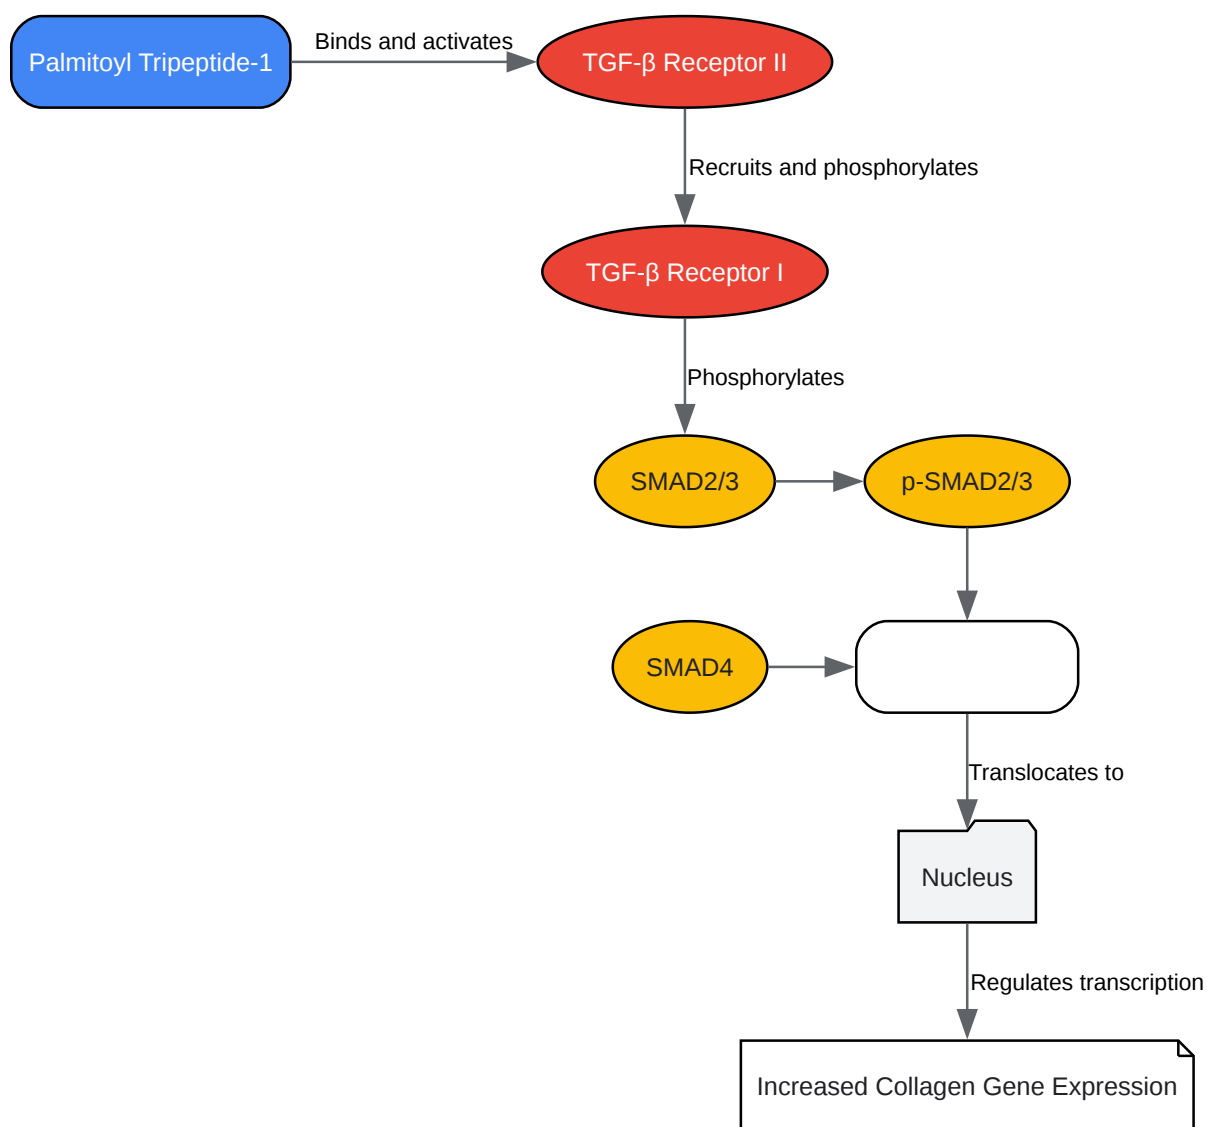 Palmitoyl Tripeptide-1
Binds and activates
TGF-β Receptor II
Recruits and phosphorylates
TGF-β Receptor I
Phosphorylates
SMAD2/3
p-SMAD2/3
SMAD4
Translocates to
Nucleus
Regulates transcription
Increased Collagen Gene Expression